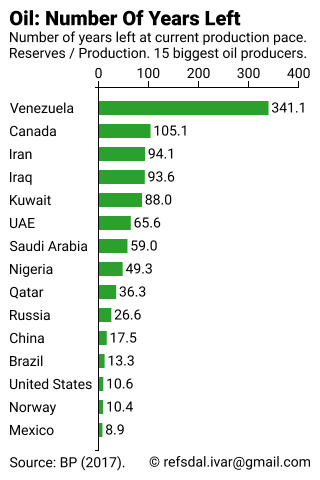 Oil: Number Of Years Left
Number of years left at current production pace.
Reserves / Production. 15 biggest oil producers.
0 100 200 300 400
Venezuela 341.1
Canada 105.1
Iran 94.1
Iraq 93.6
Kuwait 88.0
UAE 65.6
Saudi Arabia 59.0
Nigeria 49.3
Qatar 36.3
Russia 26.6
China 17.5
Brazil 13.3
United States 10.6
Norway 10.4
Mexico 8.9
Source: BP (2017). © refsdal.ivar@gmail.com